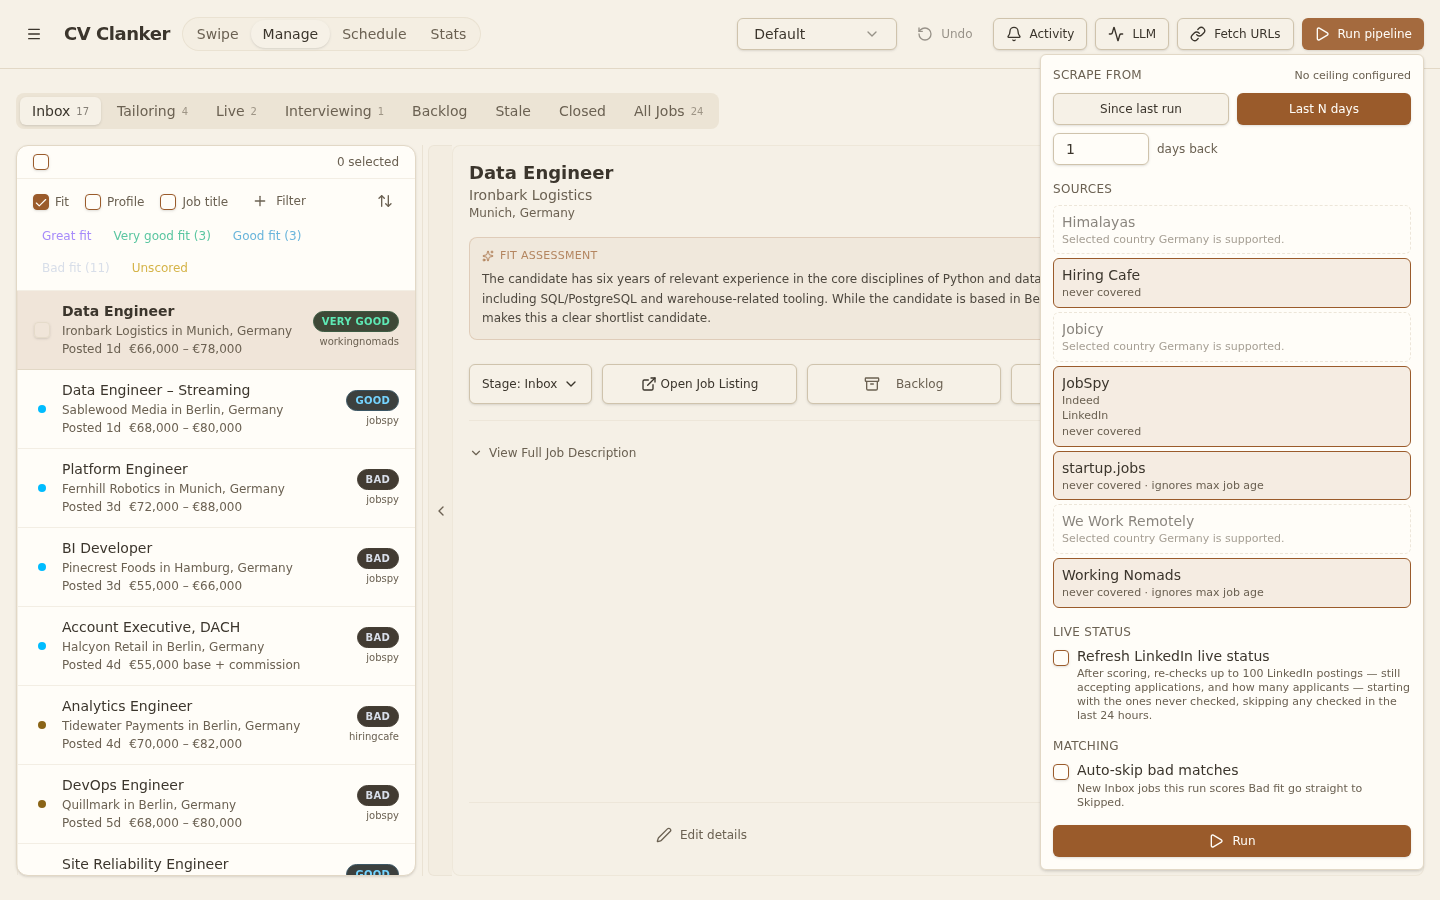 CV Clanker
Swipe
Manage
Schedule
Stats
Default
Undo
Activity
LLM
Fetch URLs
Run pipeline
Inbox 17
Tailoring 4
Live 2
Interviewing 1
Backlog
Stale
Closed
All Jobs 24
0 selected
Fit
Profile
Job title
Filter
Great fit
Very good fit (3)
Good fit (3)
Bad fit (11)
Unscored
Data Engineer
Ironbark Logistics in Munich, Germany
Posted 1d €66,000 – €78,000
VERY GOOD
workingnomads
Data Engineer – Streaming
Sablewood Media in Berlin, Germany
Posted 1d €68,000 – €80,000
GOOD
jobspy
Platform Engineer
Fernhill Robotics in Munich, Germany
Posted 3d €72,000 – €88,000
BAD
jobspy
BI Developer
Pinecrest Foods in Hamburg, Germany
Posted 3d €55,000 – €66,000
BAD
jobspy
Account Executive, DACH
Halcyon Retail in Berlin, Germany
Posted 4d €55,000 base + commission
BAD
jobspy
Analytics Engineer
Tidewater Payments in Berlin, Germany
Posted 4d €70,000 – €82,000
BAD
hiringcafe
DevOps Engineer
Quillmark in Berlin, Germany
Posted 5d €68,000 – €80,000
BAD
jobspy
Site Reliability Engineer
GOOD
Data Engineer
Ironbark Logistics
Munich, Germany
FIT ASSESSMENT
The candidate has six years of relevant experience in the core disciplines of Python and data
including SQL/PostgreSQL and warehouse-related tooling. While the candidate is based in Be
makes this a clear shortlist candidate.
Stage: Inbox
Open Job Listing
Backlog
View Full Job Description
Edit details
SCRAPE FROM
No ceiling configured
Since last run
Last N days
1
days back
SOURCES
Himalayas
Selected country Germany is supported.
Hiring Cafe
never covered
Jobicy
Selected country Germany is supported.
JobSpy
Indeed
LinkedIn
never covered
startup.jobs
never covered · ignores max job age
We Work Remotely
Selected country Germany is supported.
Working Nomads
never covered · ignores max job age
LIVE STATUS
Refresh LinkedIn live status
After scoring, re-checks up to 100 LinkedIn postings — still
accepting applications, and how many applicants — starting
with the ones never checked, skipping any checked in the
last 24 hours.
MATCHING
Auto-skip bad matches
New Inbox jobs this run scores Bad fit go straight to
Skipped.
Run